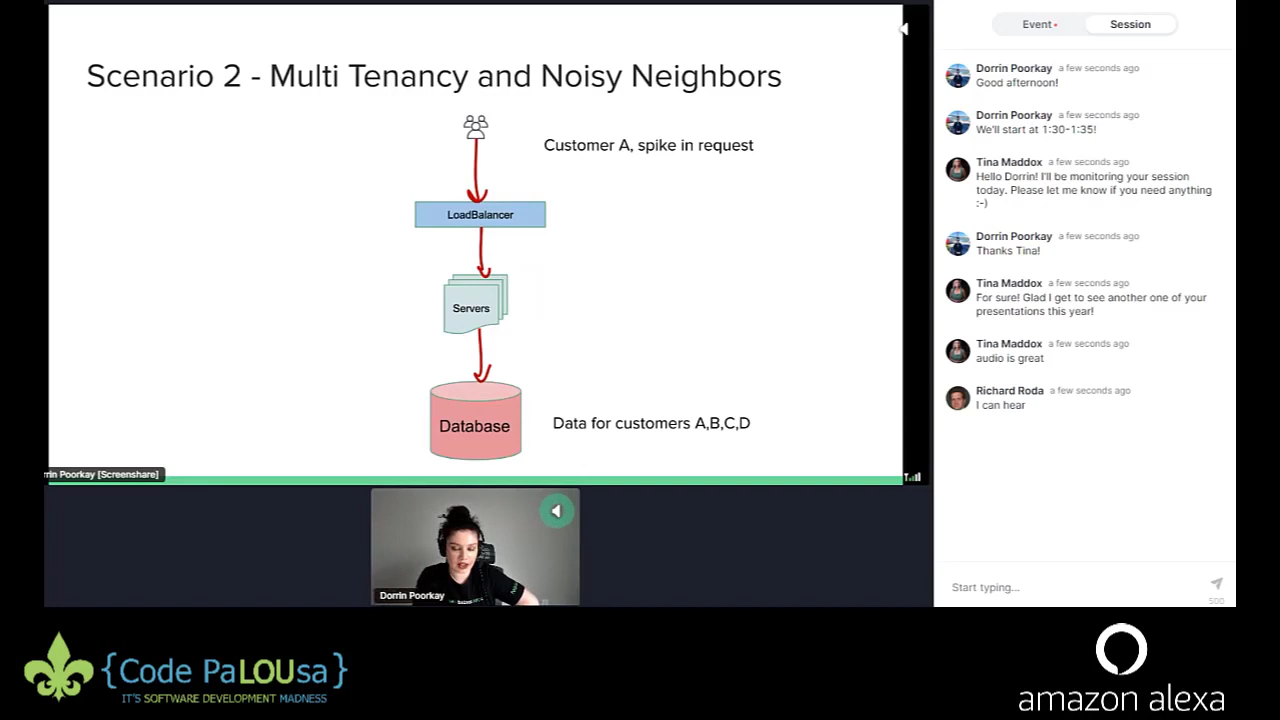 Scenario 2 - Multi Tenancy and Noisy Neighbors
Customer A, spike in request
LoadBalancer
Servers
Database
Data for customers A,B,C,D
rrin Poorkay [Screenshare]
Dorrin Poorkay
Event
Session
Dorrin Poorkay a few seconds ago
Good afternoon!
Dorrin Poorkay a few seconds ago
We'll start at 1:30-1:35!
Tina Maddox a few seconds ago
Hello Dorrin! I'll be monitoring your
session
today. Please let me know if you need anything
:-)
Dorrin Poorkay a few seconds ago
Thanks Tina!
Tina Maddox a few seconds ago
For sure! Glad I get to see another one of your
presentations this year!
Tina Maddox a few seconds ago
audio is great
Richard Roda a few seconds ago
I can hear
Start typing...
500
{Code PaLOUsa}
IT'S SOFTWARE DEVELOPMENT MADNESS
amazon alexa